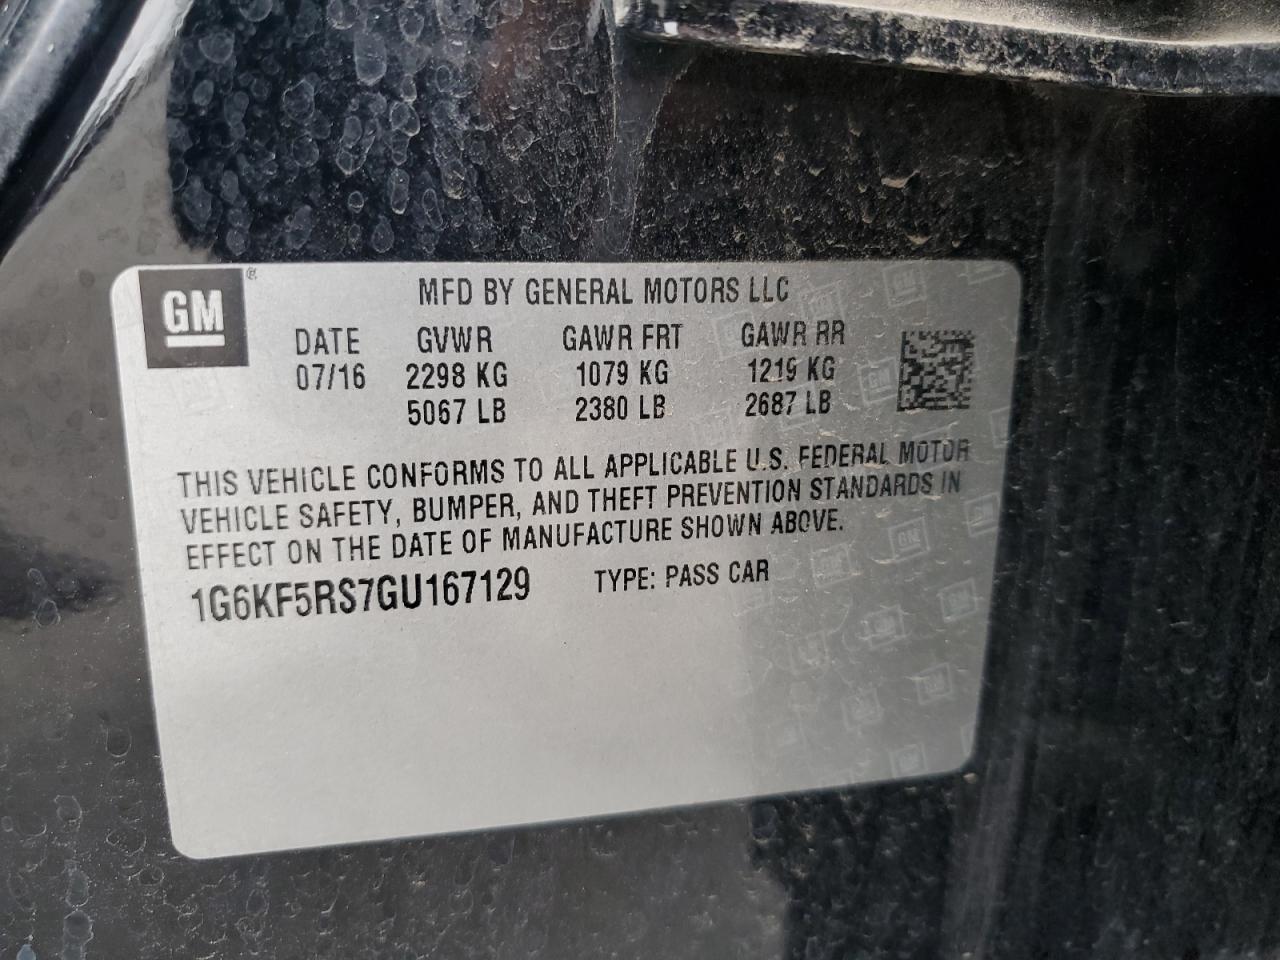 GM ®
MFD BY GENERAL MOTORS LLC
DATE GVWR GAWR FRT GAWR RR
07/16 2298 KG 1079 KG 1219 KG
5067 LB 2380 LB 2687 LB
THIS VEHICLE CONFORMS TO ALL APPLICABLE U.S. FEDERAL MOTOR
VEHICLE SAFETY, BUMPER, AND THEFT PREVENTION STANDARDS IN
EFFECT ON THE DATE OF MANUFACTURE SHOWN ABOVE.
1G6KF5RS7GU167129 TYPE: PASS CAR